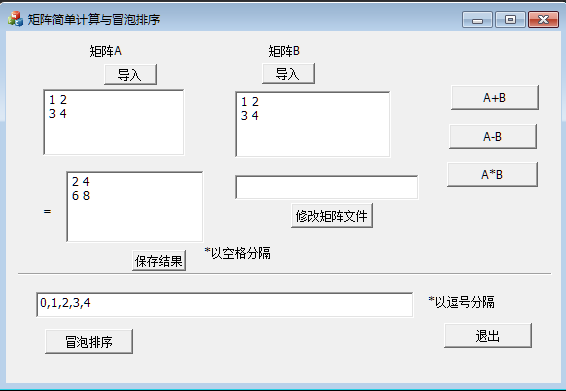 矩阵简单计算与冒泡排序
矩阵A
矩阵B
导入
导入
1 2
3 4
1 2
3 4
A+B
A-B
A*B
2 4
6 8
=
修改矩阵文件
保存结果
*以空格分隔
0,1,2,3,4
*以逗号分隔
冒泡排序
退出